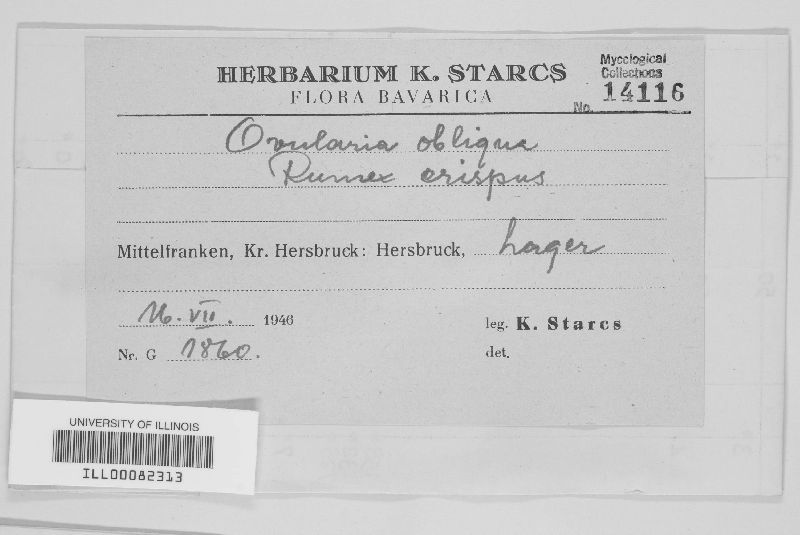 HERBARIUM K. STARCS
FLORA BAVARICA
Mycological
Collections
No. 14116
Ovularia obliqua
Rumex crispus
Mittelfranken, Kr. Hersbruck: Hersbruck, Lager
16. VII. 1946
leg. K. Starcs
Nr. G 1860.
det.
UNIVERSITY OF ILLINOIS
ILL00082313